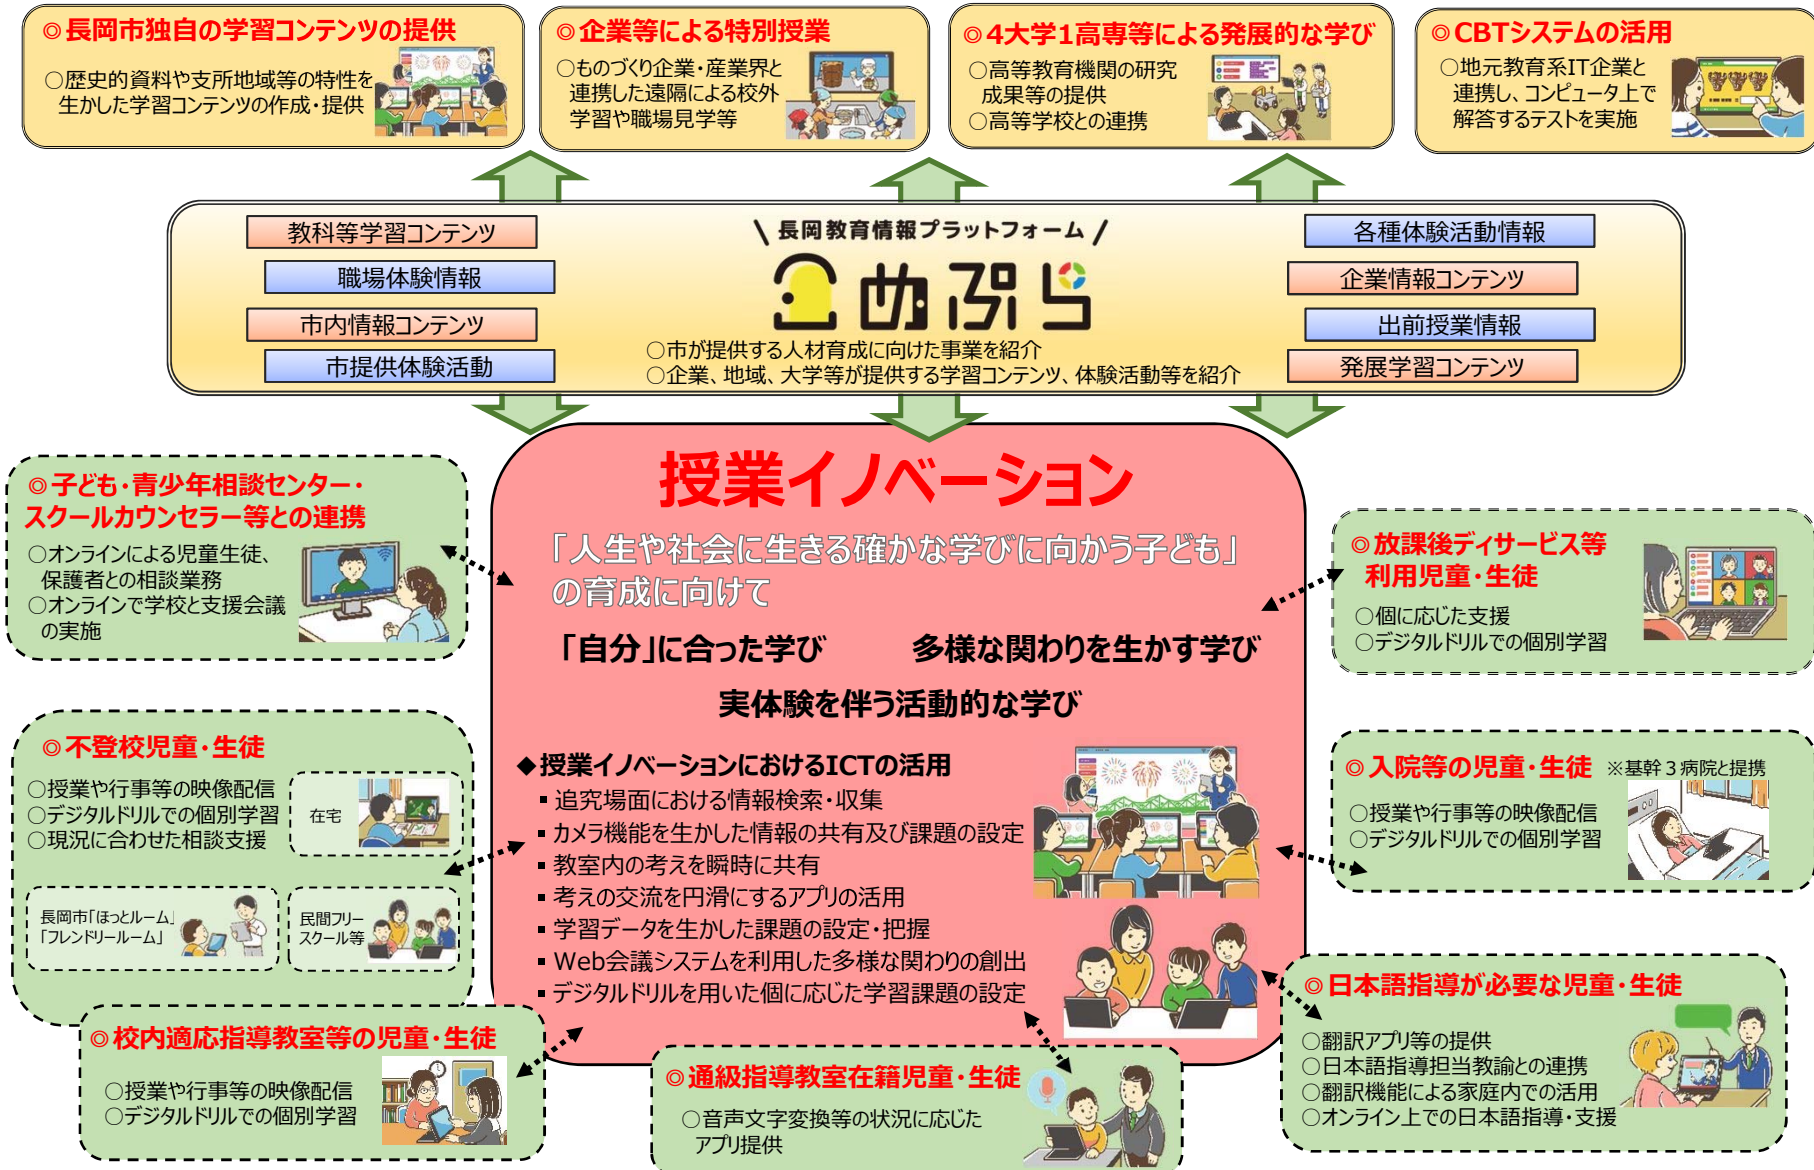 ◎長岡市独自の学習コンテンツの提供
○歴史的資料や支所地域等の特性を
生かした学習コンテンツの作成・提供
◎企業等による特別授業
○ものづくり企業・産業界と
連携した遠隔による校外
学習や職場見学等
◎4大学1高専等による発展的な学び
○高等教育機関の研究
成果等の提供
○高等学校との連携
◎CBTシステムの活用
○地元教育系IT企業と
連携し、コンピュータ上で
解答するテストを実施
教科等学習コンテンツ
職場体験情報
市内情報コンテンツ
市提供体験活動
\ 長岡教育情報プラットフォーム /
こめぷら
○市が提供する人材育成に向けた事業を紹介
○企業、地域、大学等が提供する学習コンテンツ、体験活動等を紹介
各種体験活動情報
企業情報コンテンツ
出前授業情報
発展学習コンテンツ
授業イノベーション
「人生や社会に生きる確かな学びに向かう子ども」
の育成に向けて
「自分」に合った学び
多様な関わりを生かす学び
実体験を伴う活動的な学び
◆授業イノベーションにおけるICTの活用
▪ 追究場面における情報検索・収集
▪ カメラ機能を生かした情報の共有及び課題の設定
▪ 教室内の考えを瞬時に共有
▪ 考えの交流を円滑にするアプリの活用
▪ 学習データを生かした課題の設定・把握
▪ Web会議システムを利用した多様な関わりの創出
▪ デジタルドリルを用いた個に応じた学習課題の設定
◎子ども・青少年相談センター・
スクールカウンセラー等との連携
○オンラインによる児童生徒、
保護者との相談業務
○オンラインで学校と支援会議
の実施
◎不登校児童・生徒
○授業や行事等の映像配信
○デジタルドリルでの個別学習
○現況に合わせた相談支援
在宅
長岡市「ほっとルーム」
「フレンドリールーム」
民間フリー
スクール等
◎校内適応指導教室等の児童・生徒
○授業や行事等の映像配信
○デジタルドリルでの個別学習
◎通級指導教室在籍児童・生徒
○音声文字変換等の状況に応じた
アプリ提供
◎放課後ディサービス等
利用児童・生徒
○個に応じた支援
○デジタルドリルでの個別学習
◎入院等の児童・生徒 ※基幹3病院と提携
○授業や行事等の映像配信
○デジタルドリルでの個別学習
◎日本語指導が必要な児童・生徒
○翻訳アプリ等の提供
○日本語指導担当教諭との連携
○翻訳機能による家庭内での活用
○オンライン上での日本語指導・支援